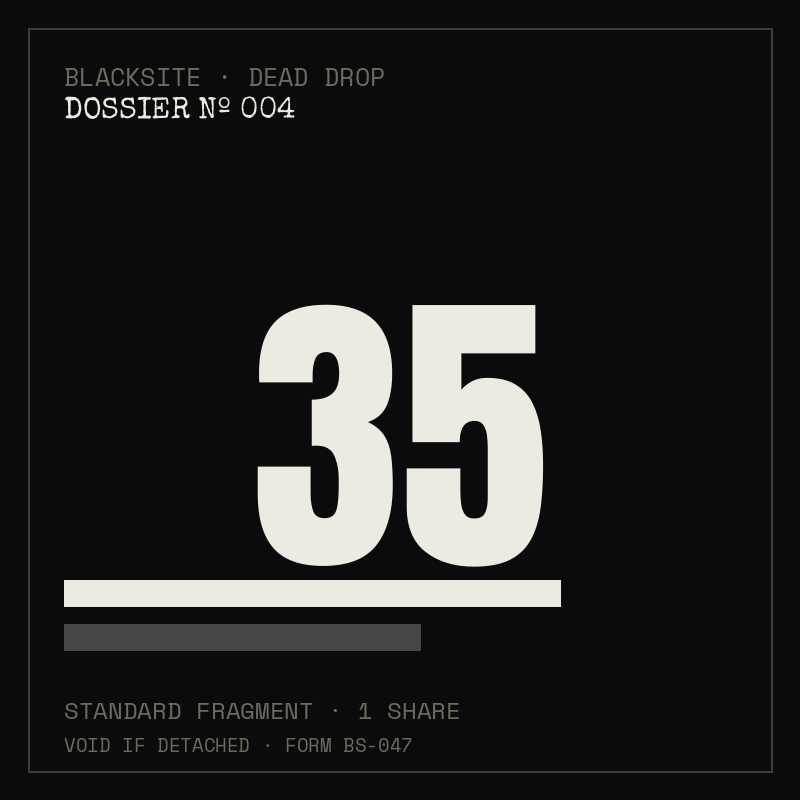 BLACKSITE · DEAD DROP
DOSSIER Nº 004
35
STANDARD FRAGMENT · 1 SHARE
VOID IF DETACHED · FORM BS-047